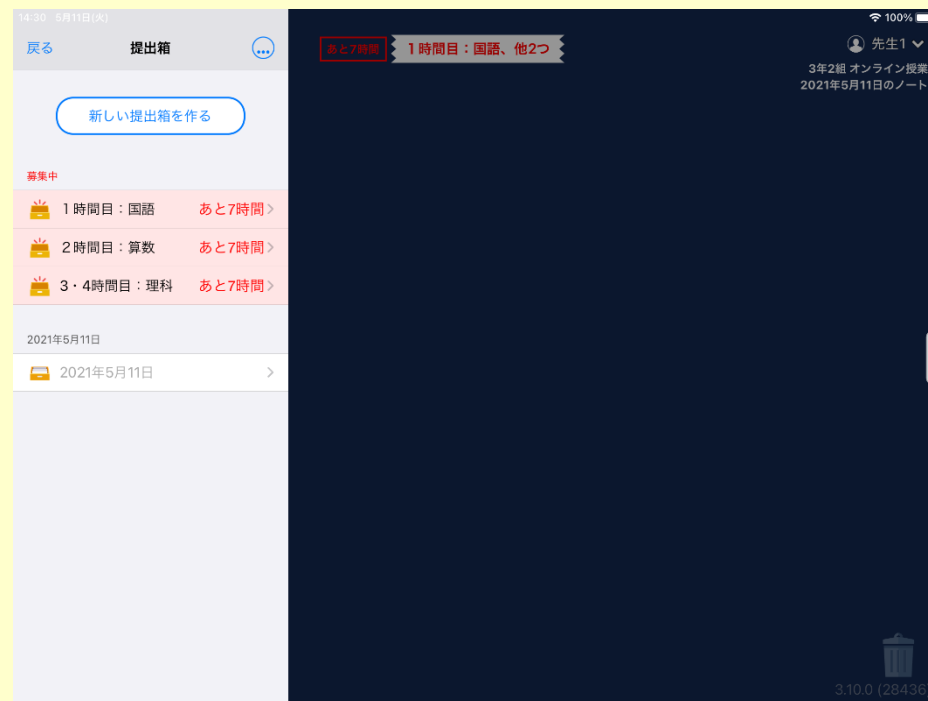 14:30 5月11日(火)
100%
戻る
提出箱
あと7時間
1時間目：国語、他2つ
先生1
3年2組 オンライン授業
2021年5月11日のノート
新しい提出箱を作る
募集中
1時間目：国語
あと7時間
2時間目：算数
あと7時間
3・4時間目：理科
あと7時間
2021年5月11日
2021年5月11日
3.10.0 (28436)